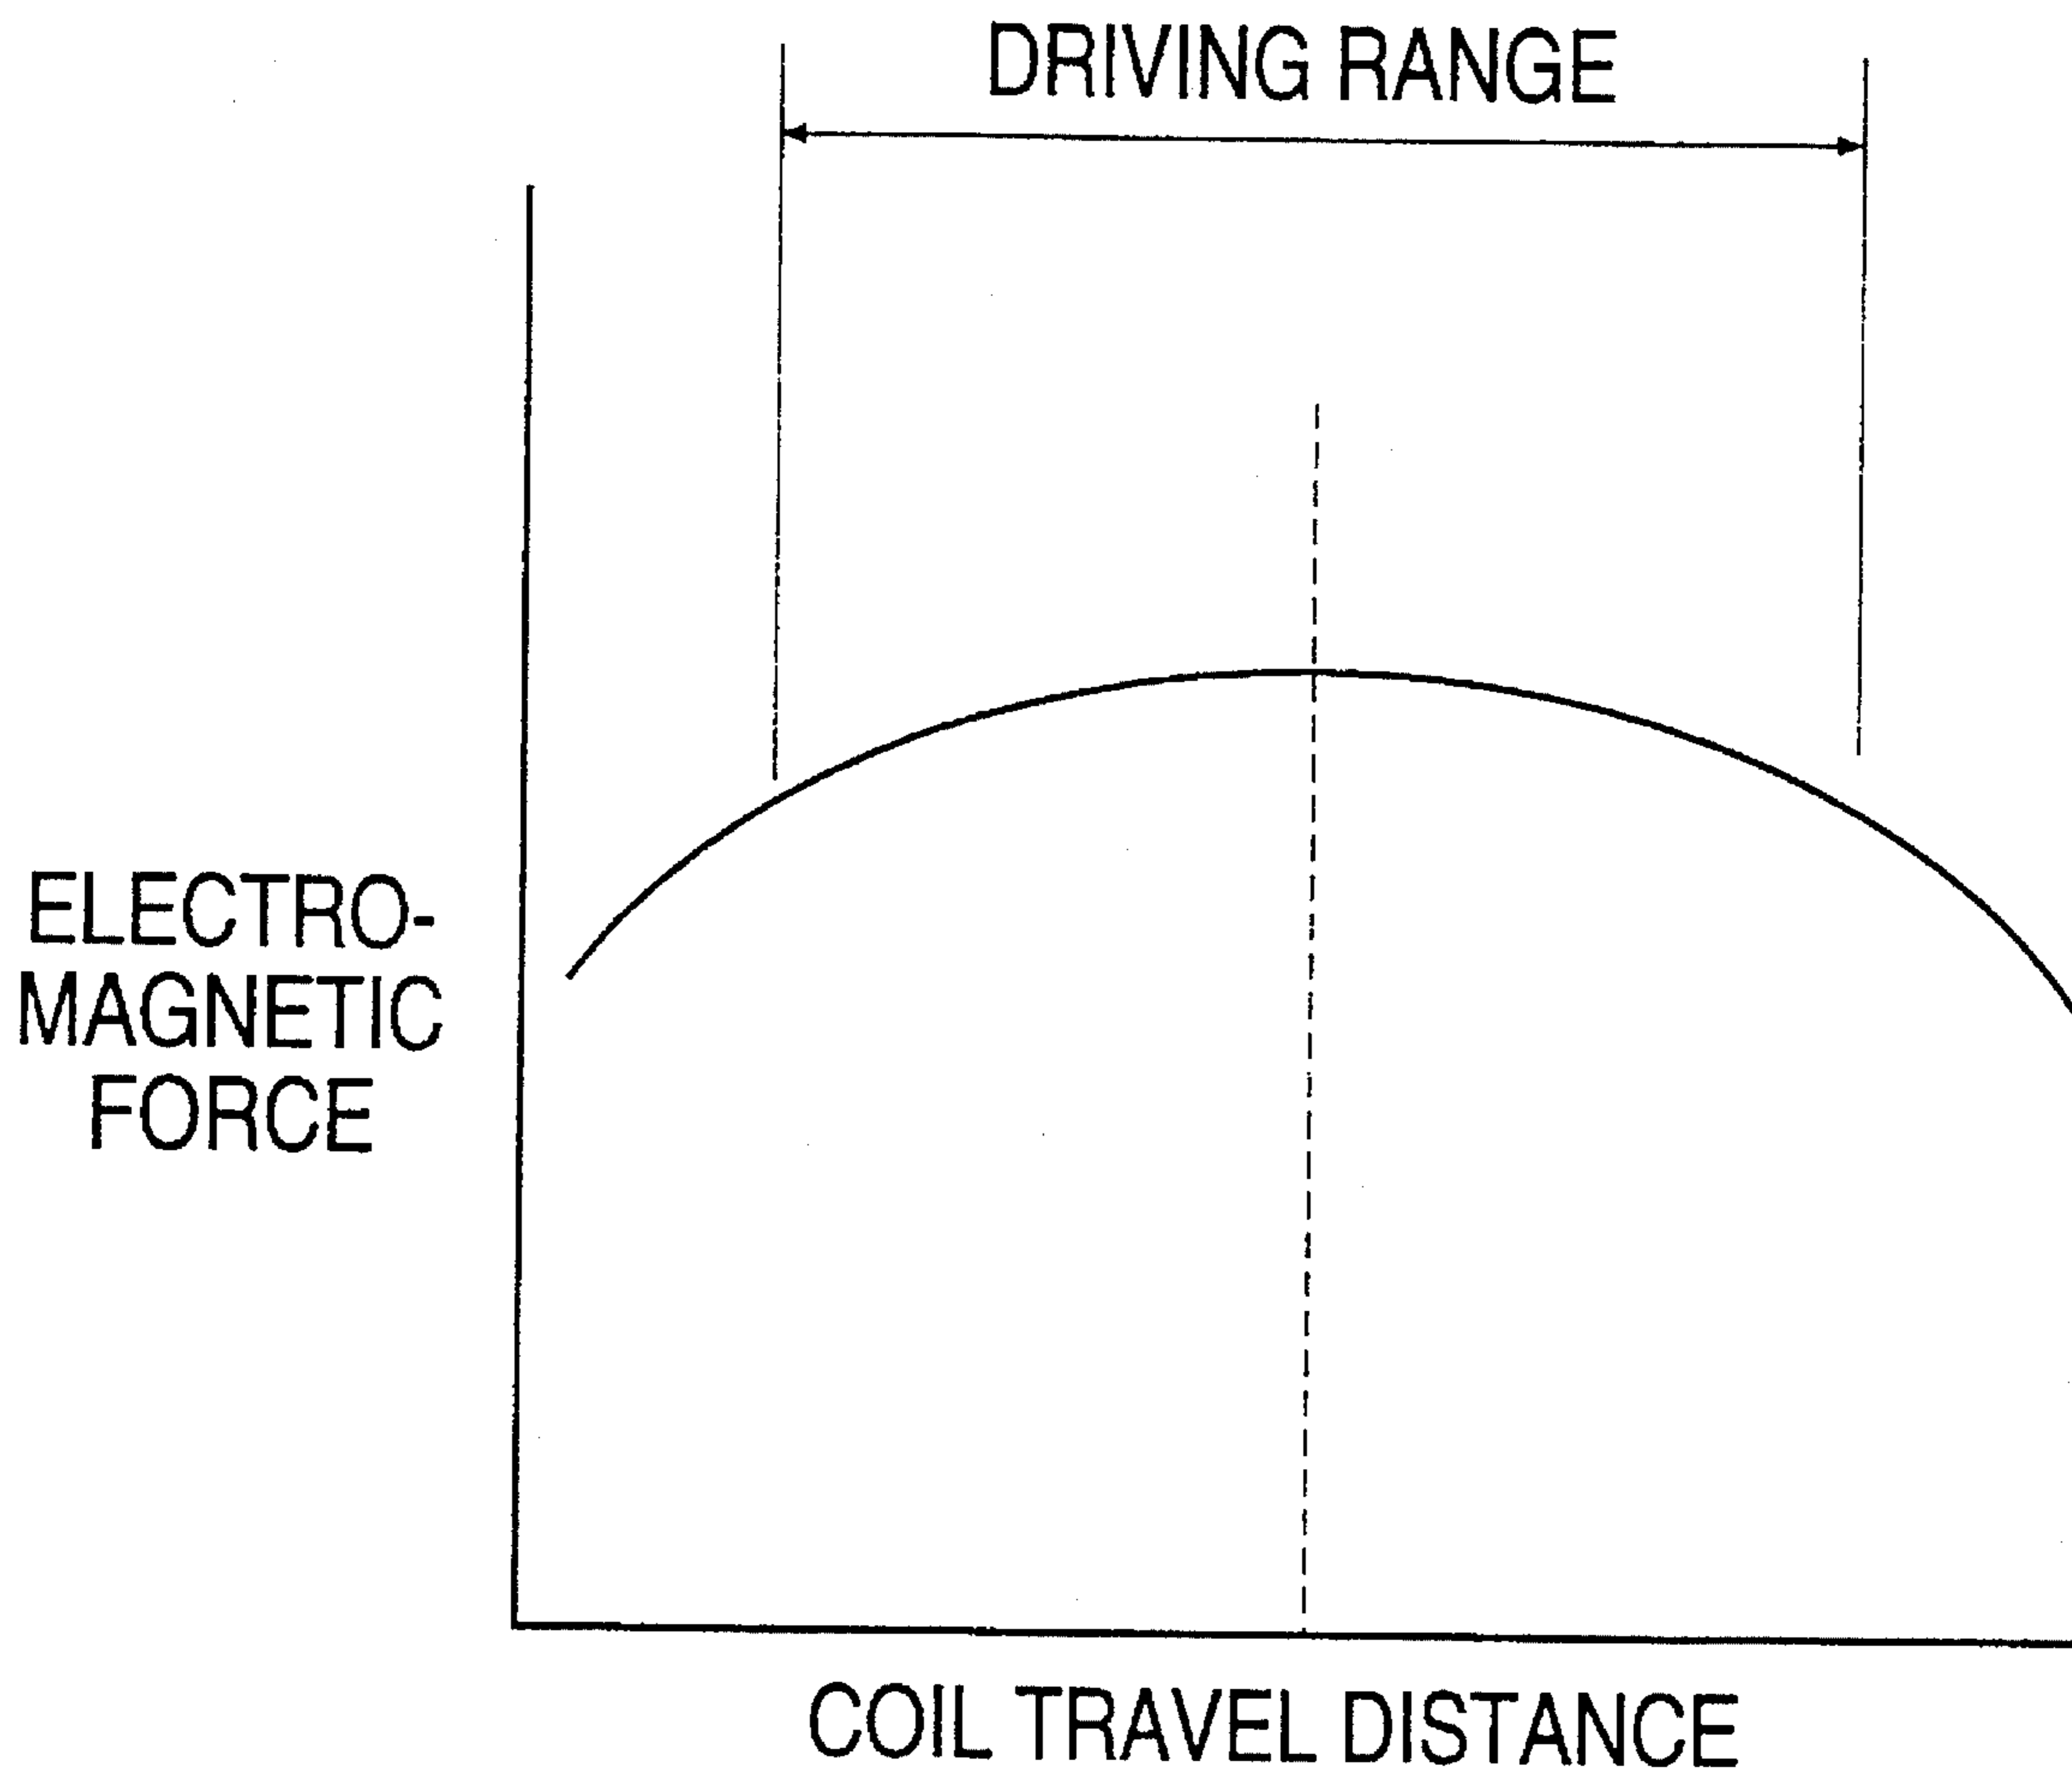 DRIVING RANGE
ELECTRO-
MAGNETIC
FORCE
COIL TRAVEL DISTANCE